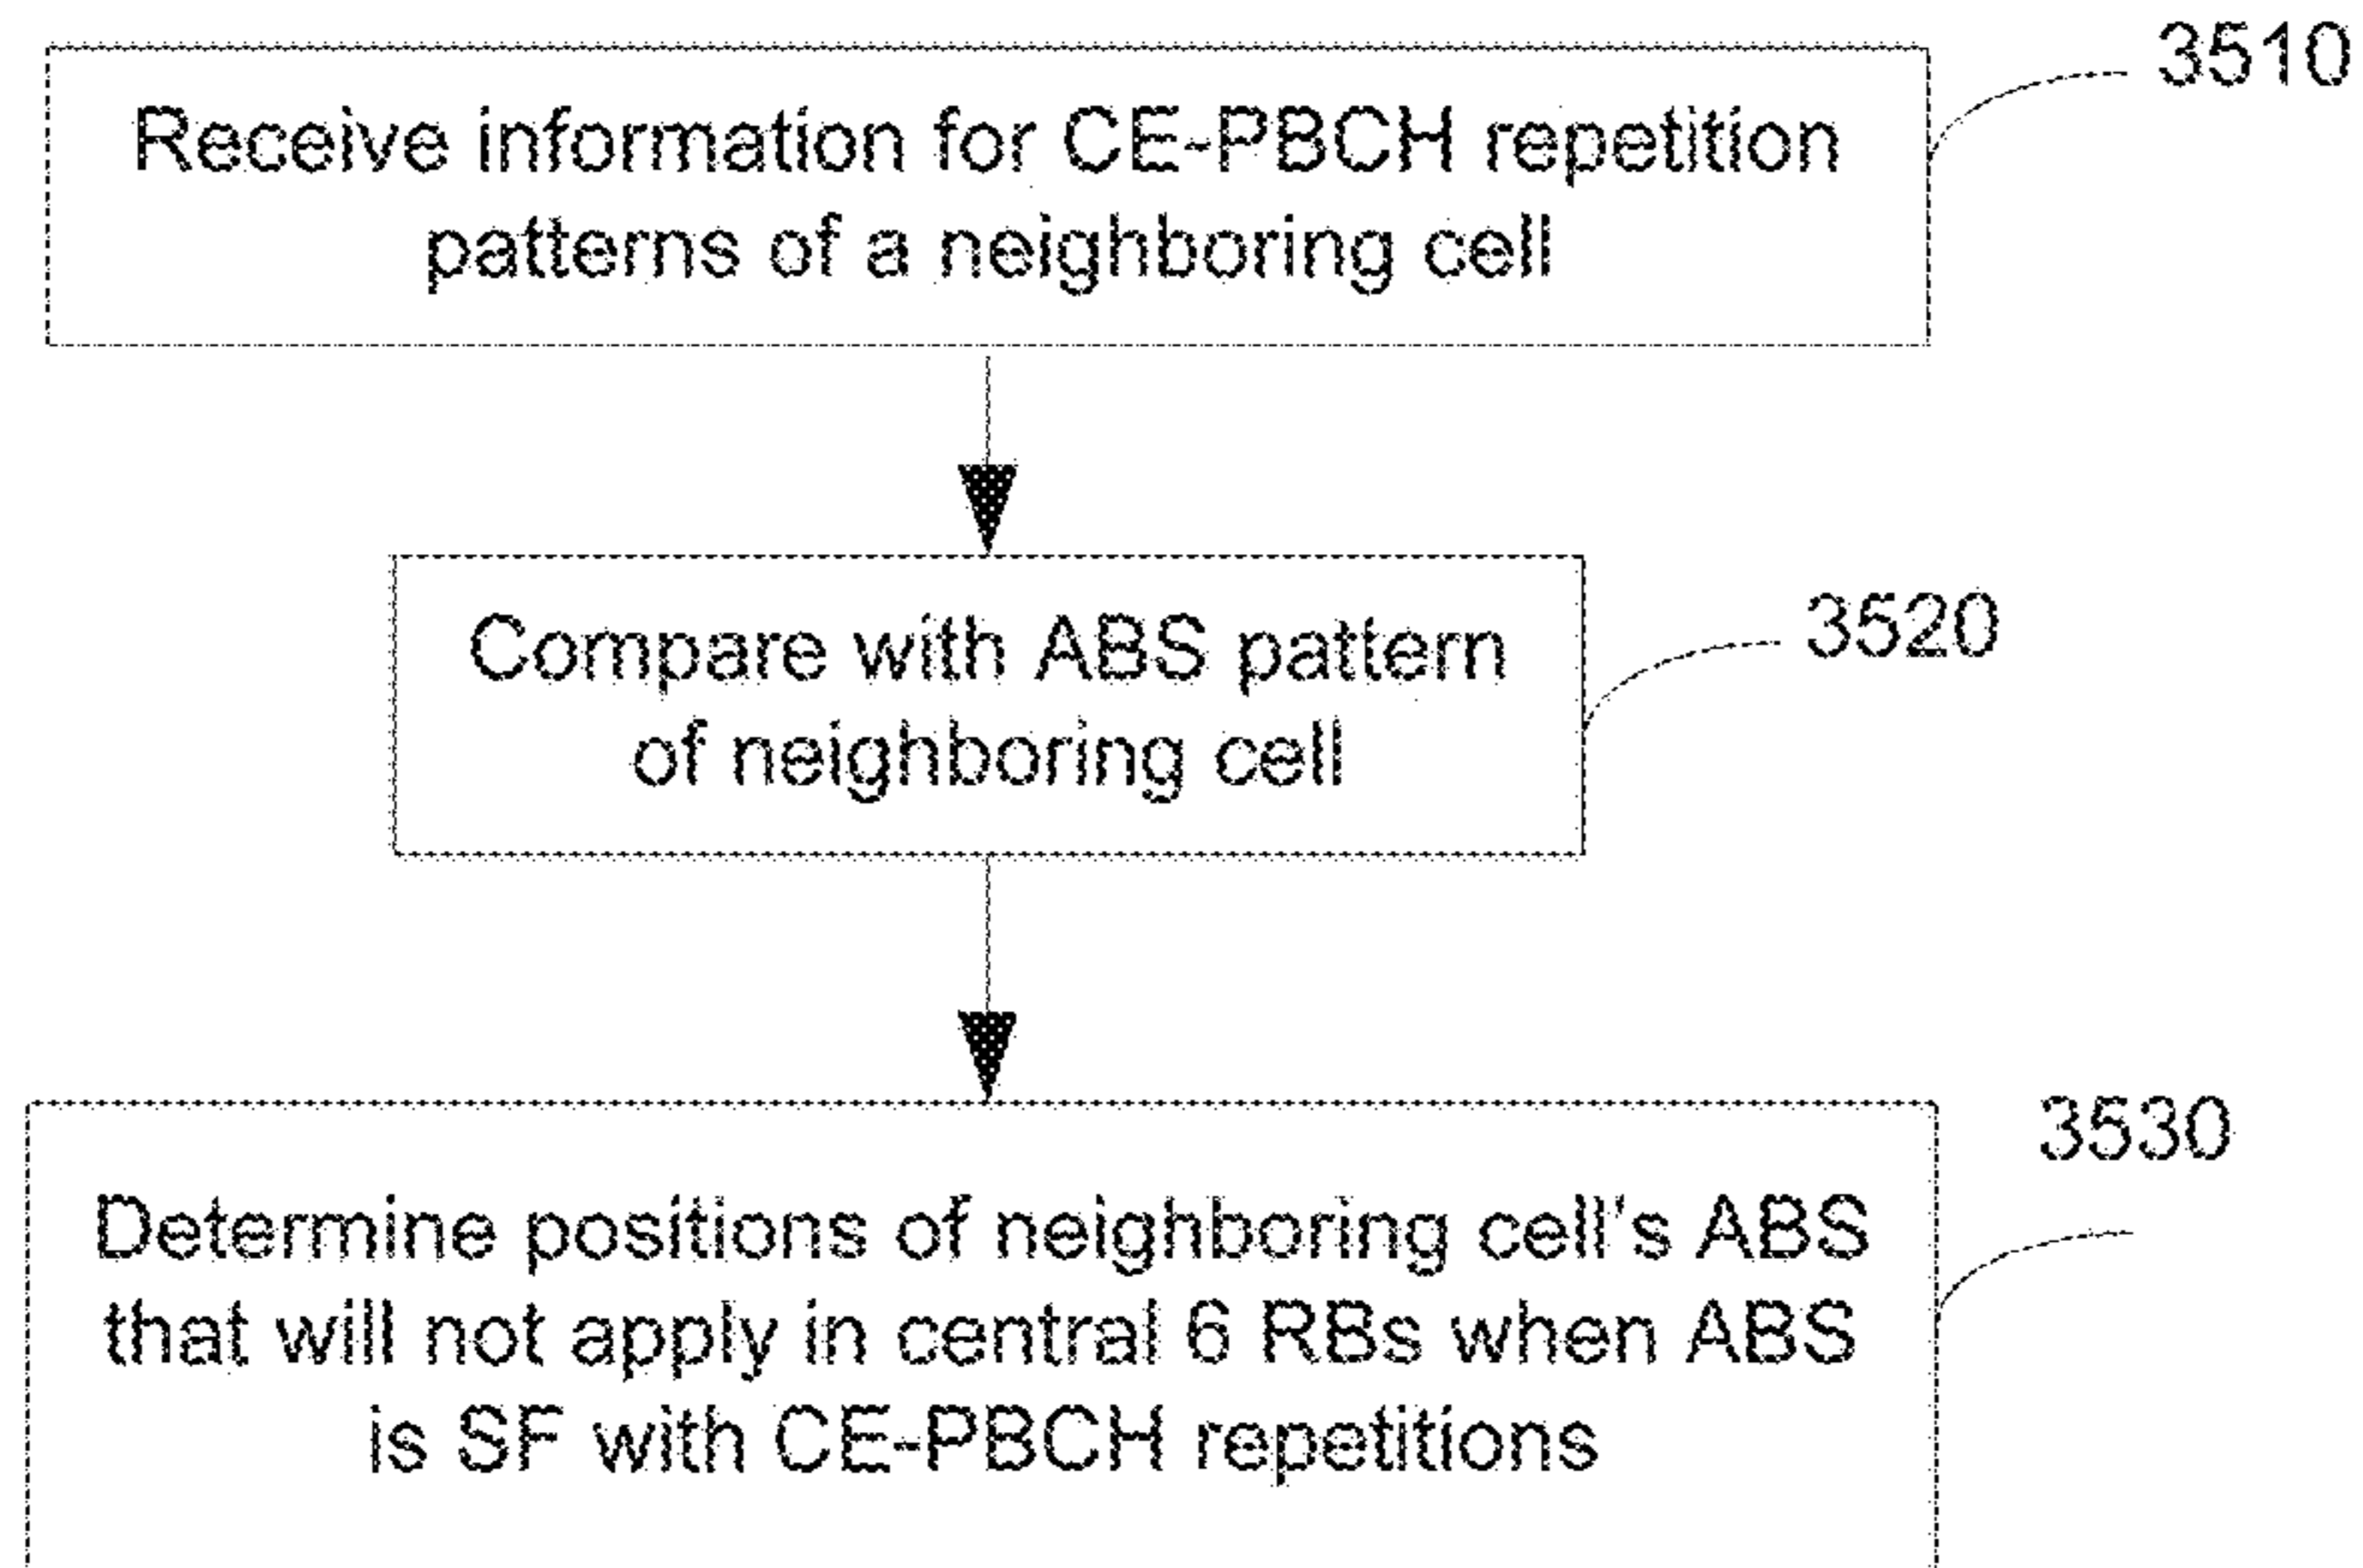 3510
Receive information for CE-PBCH repetition
patterns of a neighboring cell
Compare with ABS pattern
of neighboring cell
3520
3530
Determine positions of neighboring cell's ABS
that will not apply in central 6 RBs when ABS
is SF with CE-PBCH repetitions